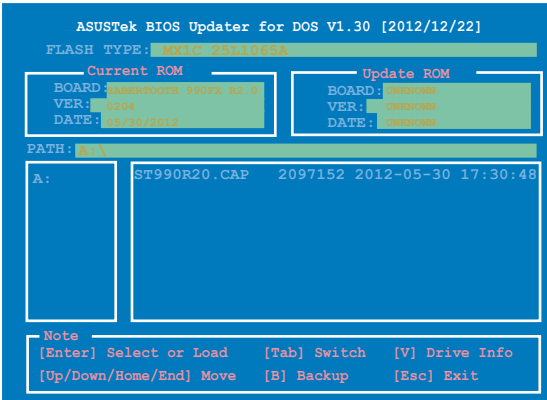 ASUSTek BIOS Updater for DOS V1.30 [2012/12/22]
FLASH TYPE: MX1C 25L1065A
Current ROM
BOARD: SABERTOOTH 990FX R2.0
VER: 0204
DATE: 05/30/2012
Update ROM
BOARD: UNKNOWN
VER: UNKNOWN
DATE: UNKNOWN
PATH: A:\
A:
ST990R20.CAP 2097152 2012-05-30 17:30:48
Note
[Enter] Select or Load [Tab] Switch [V] Drive Info
[Up/Down/Home/End] Move [B] Backup [Esc] Exit